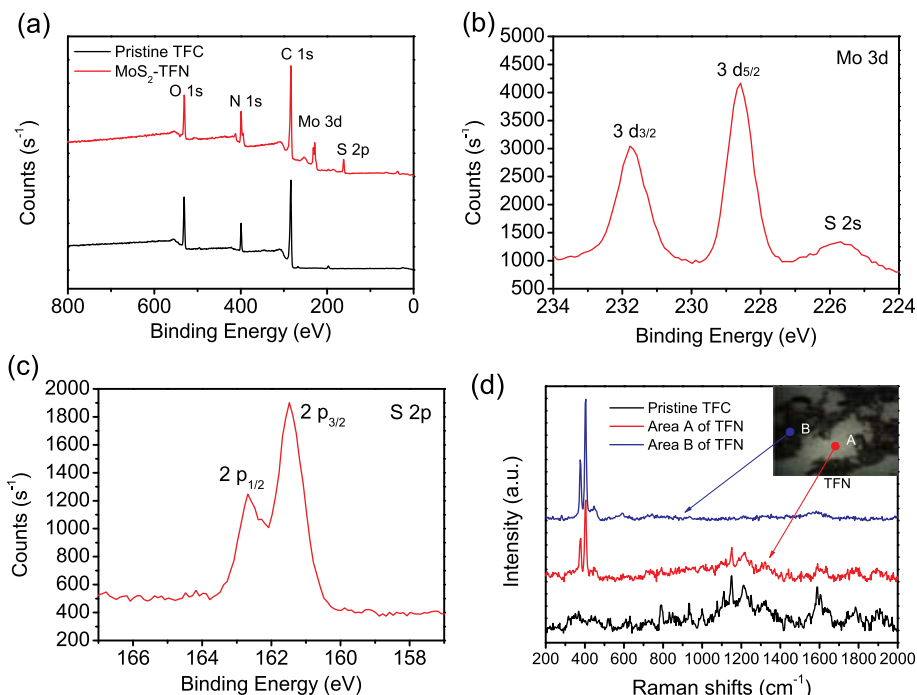 (a)
Pristine TFC
MoS2-TFN
O 1s
N 1s
C 1s
Mo 3d
S 2p
Counts (s-1)
800 600 400 200 0
Binding Energy (eV)
(b)
Mo 3d
3 d5/2
3 d3/2
S 2s
Counts (s-1)
5000
4500
4000
3500
3000
2500
2000
1500
1000
500
234 232 230 228 226 224
Binding Energy (eV)
(c)
S 2p
2 p3/2
2 p1/2
Counts (s-1)
2000
1800
1600
1400
1200
1000
800
600
400
200
166 164 162 160 158
Binding Energy (eV)
(d)
Pristine TFC
Area A of TFN
Area B of TFN
B
A
TFN
Intensity (a.u.)
200 400 600 800 1000 1200 1400 1600 1800 2000
Raman shifts (cm-1)